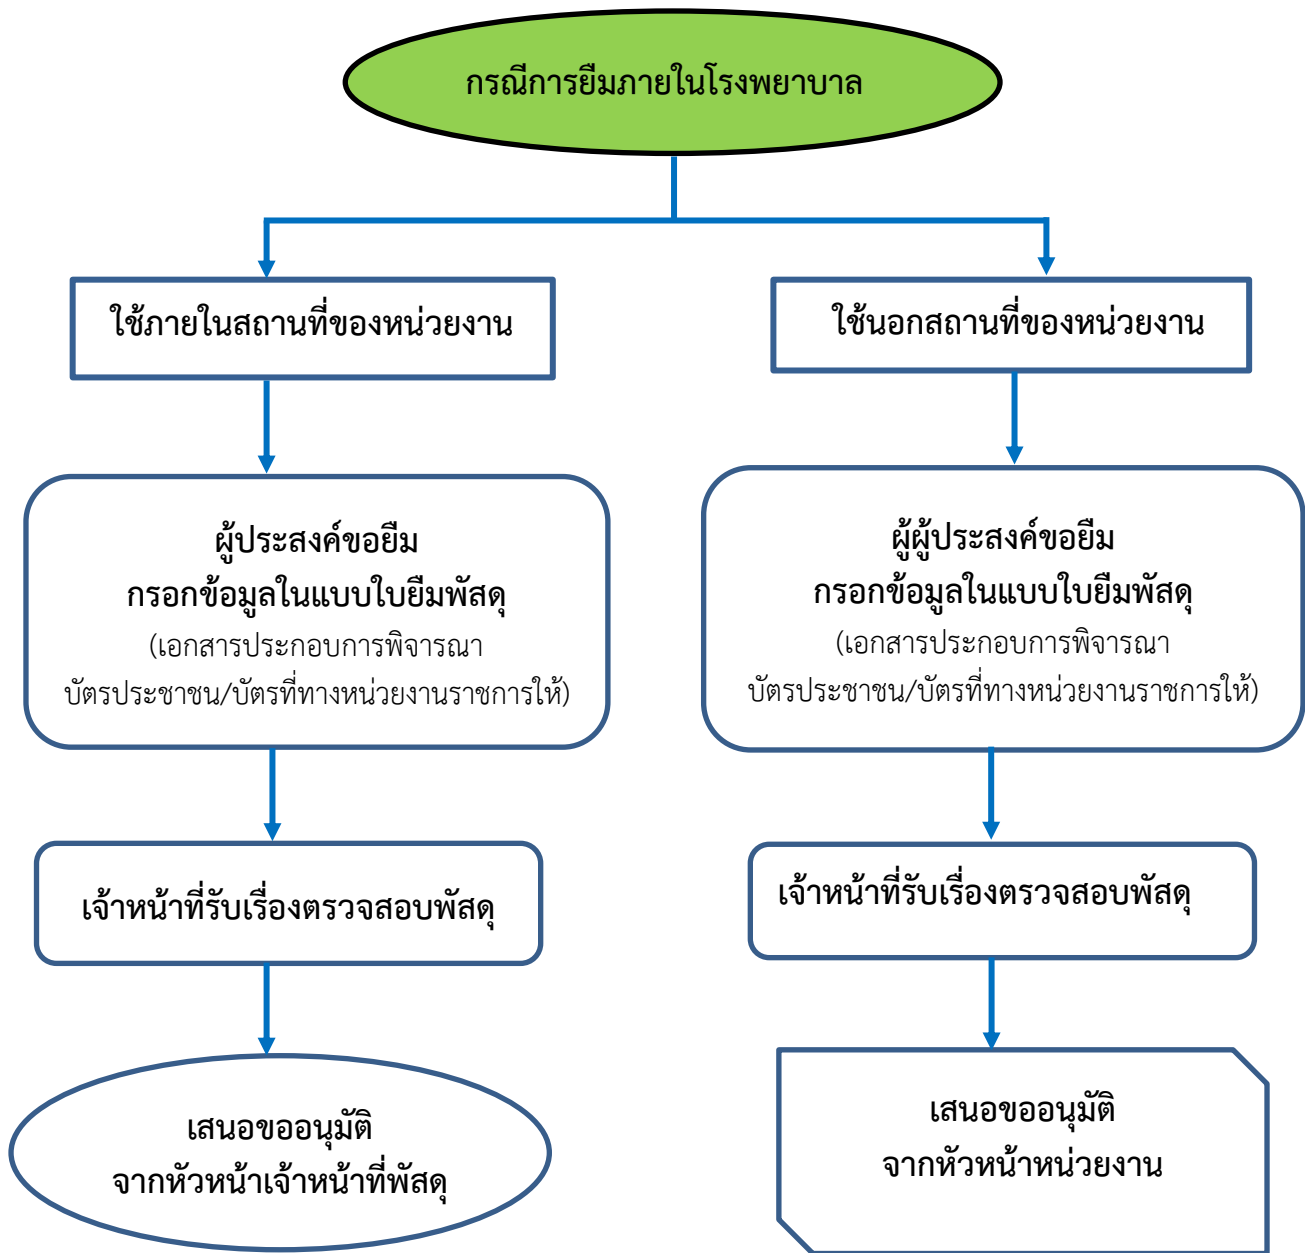 กรณีการยืมภายในโรงพยาบาล
ใช้ภายในสถานที่ของหน่วยงาน
ใช้นอกสถานที่ของหน่วยงาน
ผู้ประสงค์ขอยืม
กรอกข้อมูลในแบบใบยืมพัสดุ
(เอกสารประกอบการพิจารณา
บัตรประชาชน/บัตรที่ทางหน่วยงานราชการให้)
ผู้ผู้ประสงค์ขอยืม
กรอกข้อมูลในแบบใบยืมพัสดุ
(เอกสารประกอบการพิจารณา
บัตรประชาชน/บัตรที่ทางหน่วยงานราชการให้)
เจ้าหน้าที่รับเรื่องตรวจสอบพัสดุ
เจ้าหน้าที่รับเรื่องตรวจสอบพัสดุ
เสนอขออนุมัติ
จากหัวหน้าเจ้าหน้าที่พัสดุ
เสนอขออนุมัติ
จากหัวหน้าหน่วยงาน